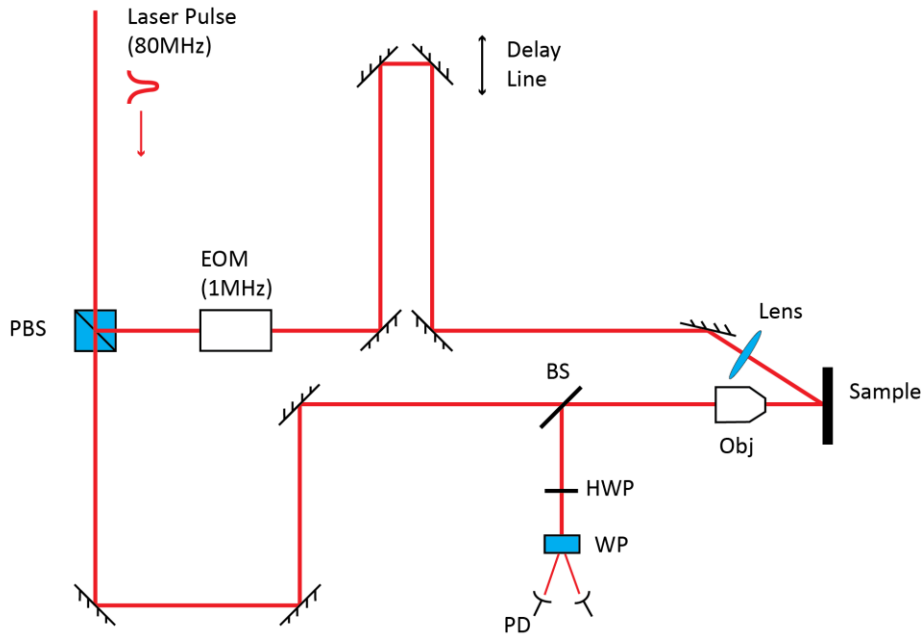 Laser Pulse
(80MHz)
Delay
Line
EOM
(1MHz)
PBS
Lens
BS
Sample
Obj
HWP
WP
PD